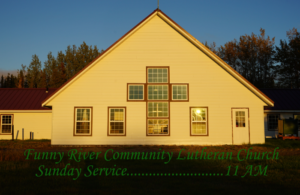 Funny River Community Lutheran Church
Sunday Service...........................11 AM